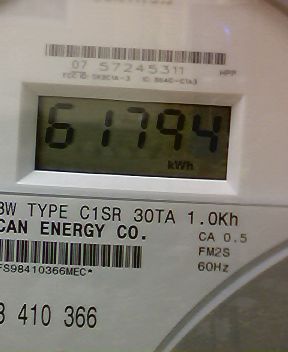 07 57245311
61794
kWh
3W TYPE C1SR 30TA 1.0Kh
CAN ENERGY CO.
CA 0.5
FM2S
60Hz
FS98410366MEC*
410 366